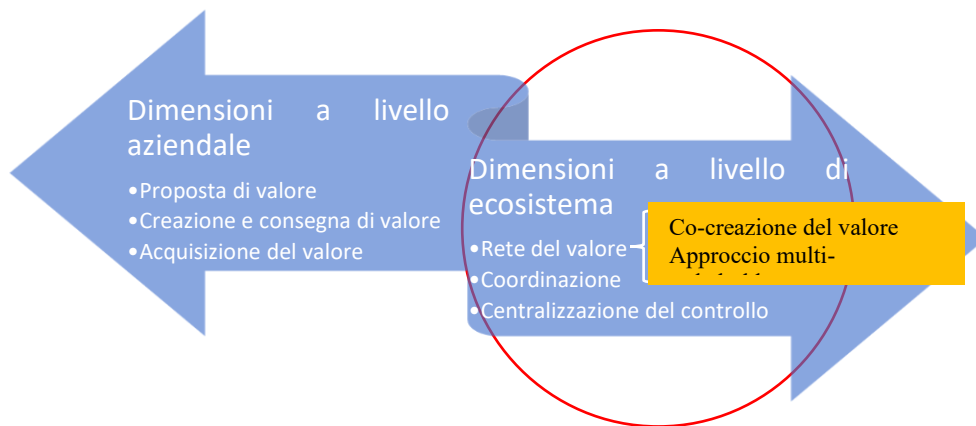 Dimensioni a livello
aziendale
•Proposta di valore
•Creazione e consegna di valore
•Acquisizione del valore
Dimensioni a livello di
ecosistema
•Rete del valore
•Coordinazione
•Centralizzazione del controllo
Co-creazione del valore
Approccio multi-